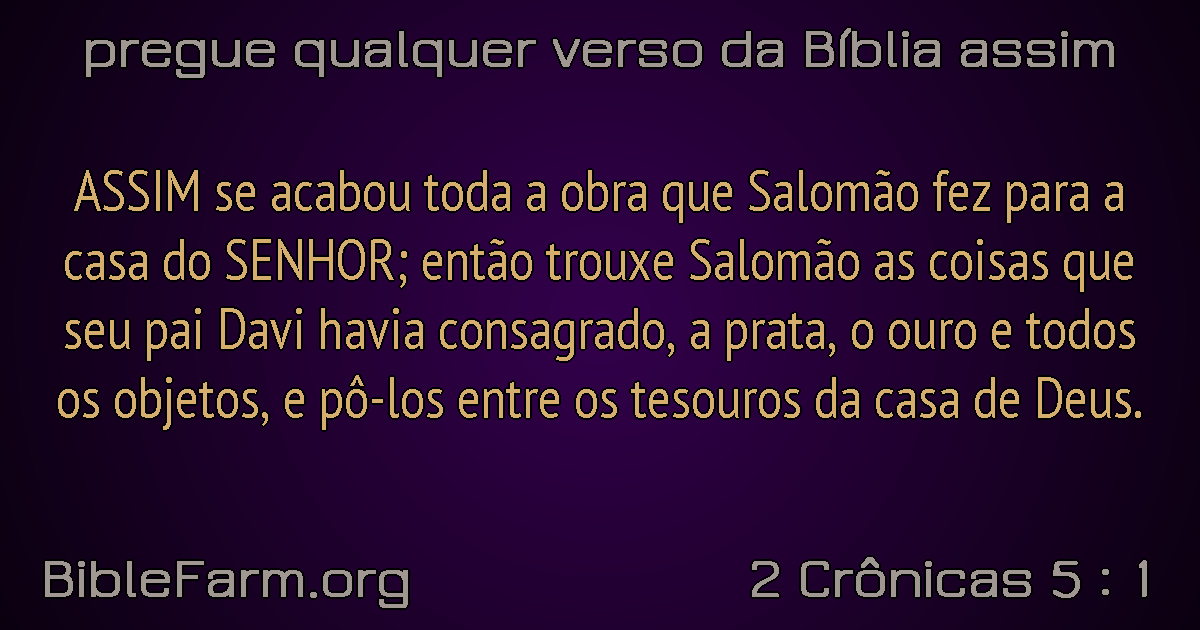 pregue qualquer verso da Bíblia assim
ASSIM se acabou toda a obra que Salomão fez para a
casa do SENHOR; então trouxe Salomão as coisas que
seu pai Davi havia consagrado, a prata, o ouro e todos
os objetos, e pô-los entre os tesouros da casa de Deus.
BibleFarm.org
2 Crônicas 5 : 1